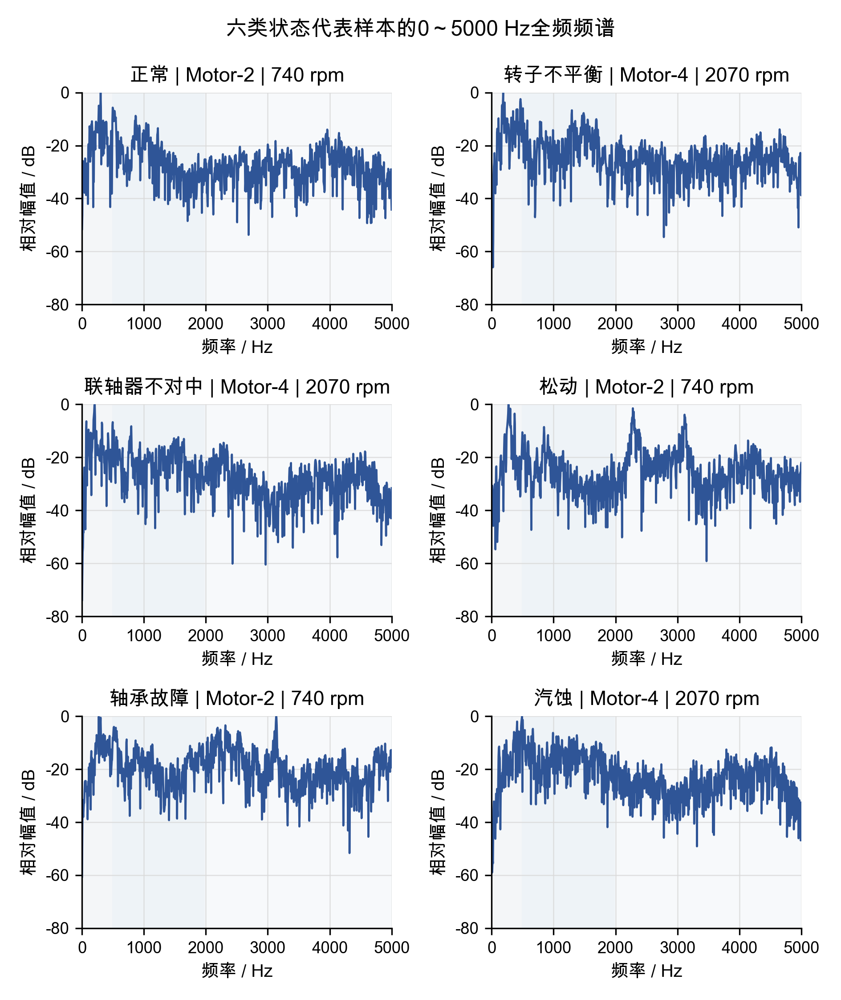 六类状态代表样本的0~5000 Hz全频频谱
正常 | Motor-2 | 740 rpm
转子不平衡 | Motor-4 | 2070 rpm
0
-20
-40
-60
-80
相对幅值 / dB
0 1000 2000 3000 4000 5000
频率 / Hz
0
-20
-40
-60
-80
相对幅值 / dB
0 1000 2000 3000 4000 5000
频率 / Hz
联轴器不对中 | Motor-4 | 2070 rpm
松动 | Motor-2 | 740 rpm
0
-20
-40
-60
-80
相对幅值 / dB
0 1000 2000 3000 4000 5000
频率 / Hz
0
-20
-40
-60
-80
相对幅值 / dB
0 1000 2000 3000 4000 5000
频率 / Hz
轴承故障 | Motor-2 | 740 rpm
汽蚀 | Motor-4 | 2070 rpm
0
-20
-40
-60
-80
相对幅值 / dB
0 1000 2000 3000 4000 5000
频率 / Hz
0
-20
-40
-60
-80
相对幅值 / dB
0 1000 2000 3000 4000 5000
频率 / Hz